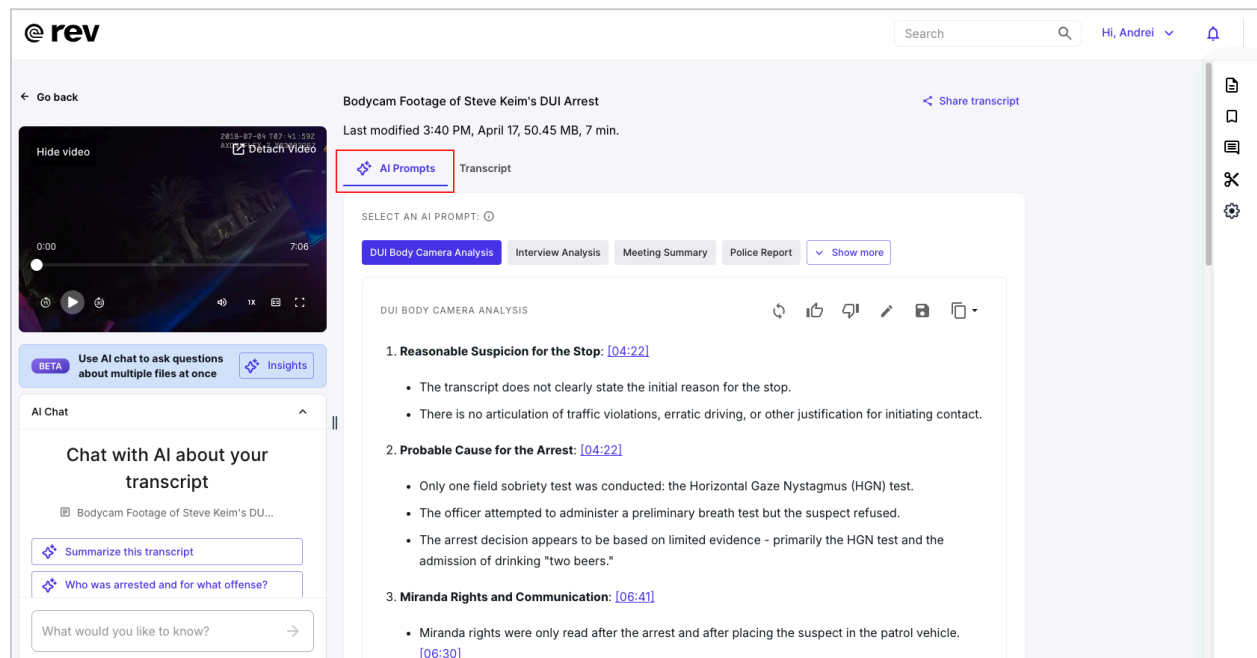 rev
Search
Hi, Andrei
Go back
Hide video
2016-07-04 T07:41:59Z
Detach Video
0:00
7:06
1X
BETA
Use AI chat to ask questions
about multiple files at once
Insights
AI Chat
Chat with AI about your
transcript
Bodycam Footage of Steve Keim's DU...
Summarize this transcript
Who was arrested and for what offense?
What would you like to know?
Bodycam Footage of Steve Keim's DUI Arrest
Share transcript
Last modified 3:40 PM, April 17, 50.45 MB, 7 min.
AI Prompts
Transcript
SELECT AN AI PROMPT:
DUI Body Camera Analysis
Interview Analysis
Meeting Summary
Police Report
Show more
DUI BODY CAMERA ANALYSIS
1. Reasonable Suspicion for the Stop: [04:22]
• The transcript does not clearly state the initial reason for the stop.
• There is no articulation of traffic violations, erratic driving, or other justification for initiating contact.
2. Probable Cause for the Arrest: [04:22]
• Only one field sobriety test was conducted: the Horizontal Gaze Nystagmus (HGN) test.
• The officer attempted to administer a preliminary breath test but the suspect refused.
• The arrest decision appears to be based on limited evidence - primarily the HGN test and the
admission of drinking "two beers."
3. Miranda Rights and Communication: [06:41]
• Miranda rights were only read after the arrest and after placing the suspect in the patrol vehicle.
[06:30]